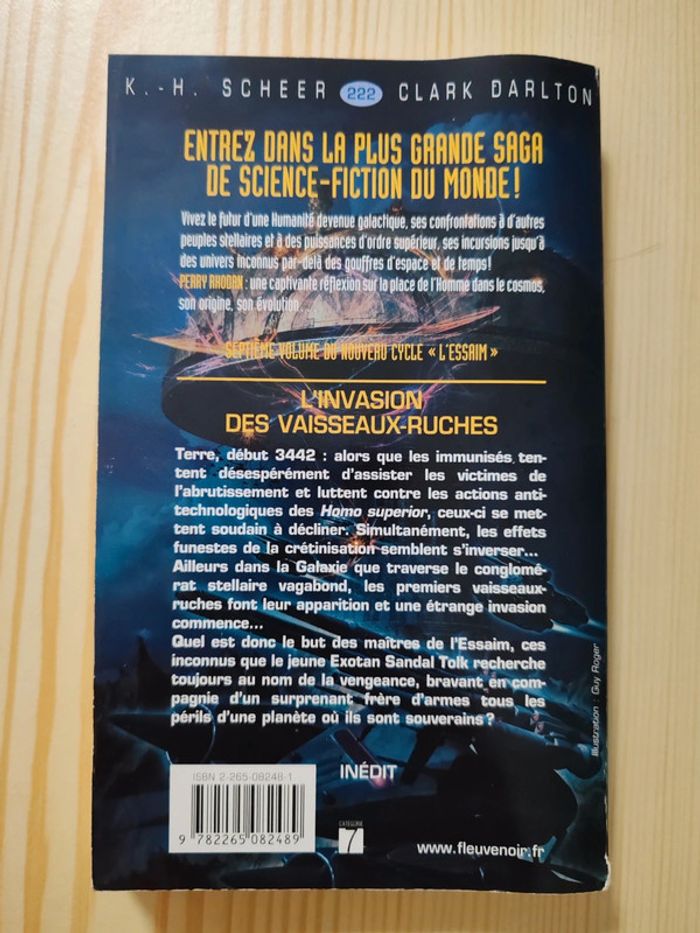 K.-H. SCHEER 222 CLARK DARLTON
ENTREZ DANS LA PLUS GRANDE SAGA
DE SCIENCE-FICTION DU MONDE !
Vivez le futur d'une Humanité devenue galactique, ses confrontations à d'autres
peuples stellaires et à des puissances d'ordre supérieur, ses incursions jusqu'à
des univers inconnus par-delà des gouffres d'espace et de temps!
PERRY RHODAN : une captivante réflexion sur la place de l'Homme dans le cosmos,
son origine, son évolution.
SEPTIÈME VOLUME DU NOUVEAU CYCLE « L'ESSAIM »
L'INVASION
DES VAISSEAUX-RUCHES
Terre, début 3442 : alors que les immunisés ten-
tent désespérément d'assister les victimes de
l'abrutissement et luttent contre les actions anti-
technologiques des Homo superior, ceux-ci se met-
tent soudain à décliner. Simultanément, les effets
funestes de la crétinisation semblent s'inverser...
Ailleurs dans la Galaxie que traverse le conglomé-
rat stellaire vagabond, les premiers vaisseaux-
ruches font leur apparition et une étrange invasion
commence...
Quel est donc le but des maîtres de l'Essaim, ces
inconnus que le jeune Exotan Sandal Tolk recherche
toujours au nom de la vengeance, bravant en com-
pagnie d'un surprenant frère d'armes tous les
périls d'une planète où ils sont souverains ?
Illustration : Guy Roger
ISBN 2-265-08248-1
9 782265 082489
INÉDIT
CATÉGORIE
7
www.fleuvenoir.fr